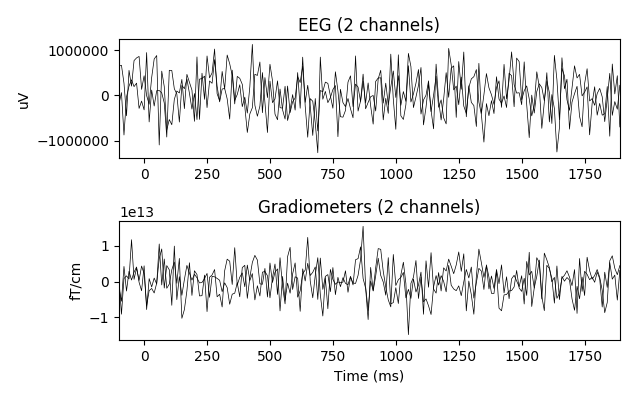 EEG (2 channels)
1000000
0
−1000000
uV
0 250 500 750 1000 1250 1500 1750
1e13
Gradiometers (2 channels)
1
0
−1
fT/cm
0 250 500 750 1000 1250 1500 1750
Time (ms)